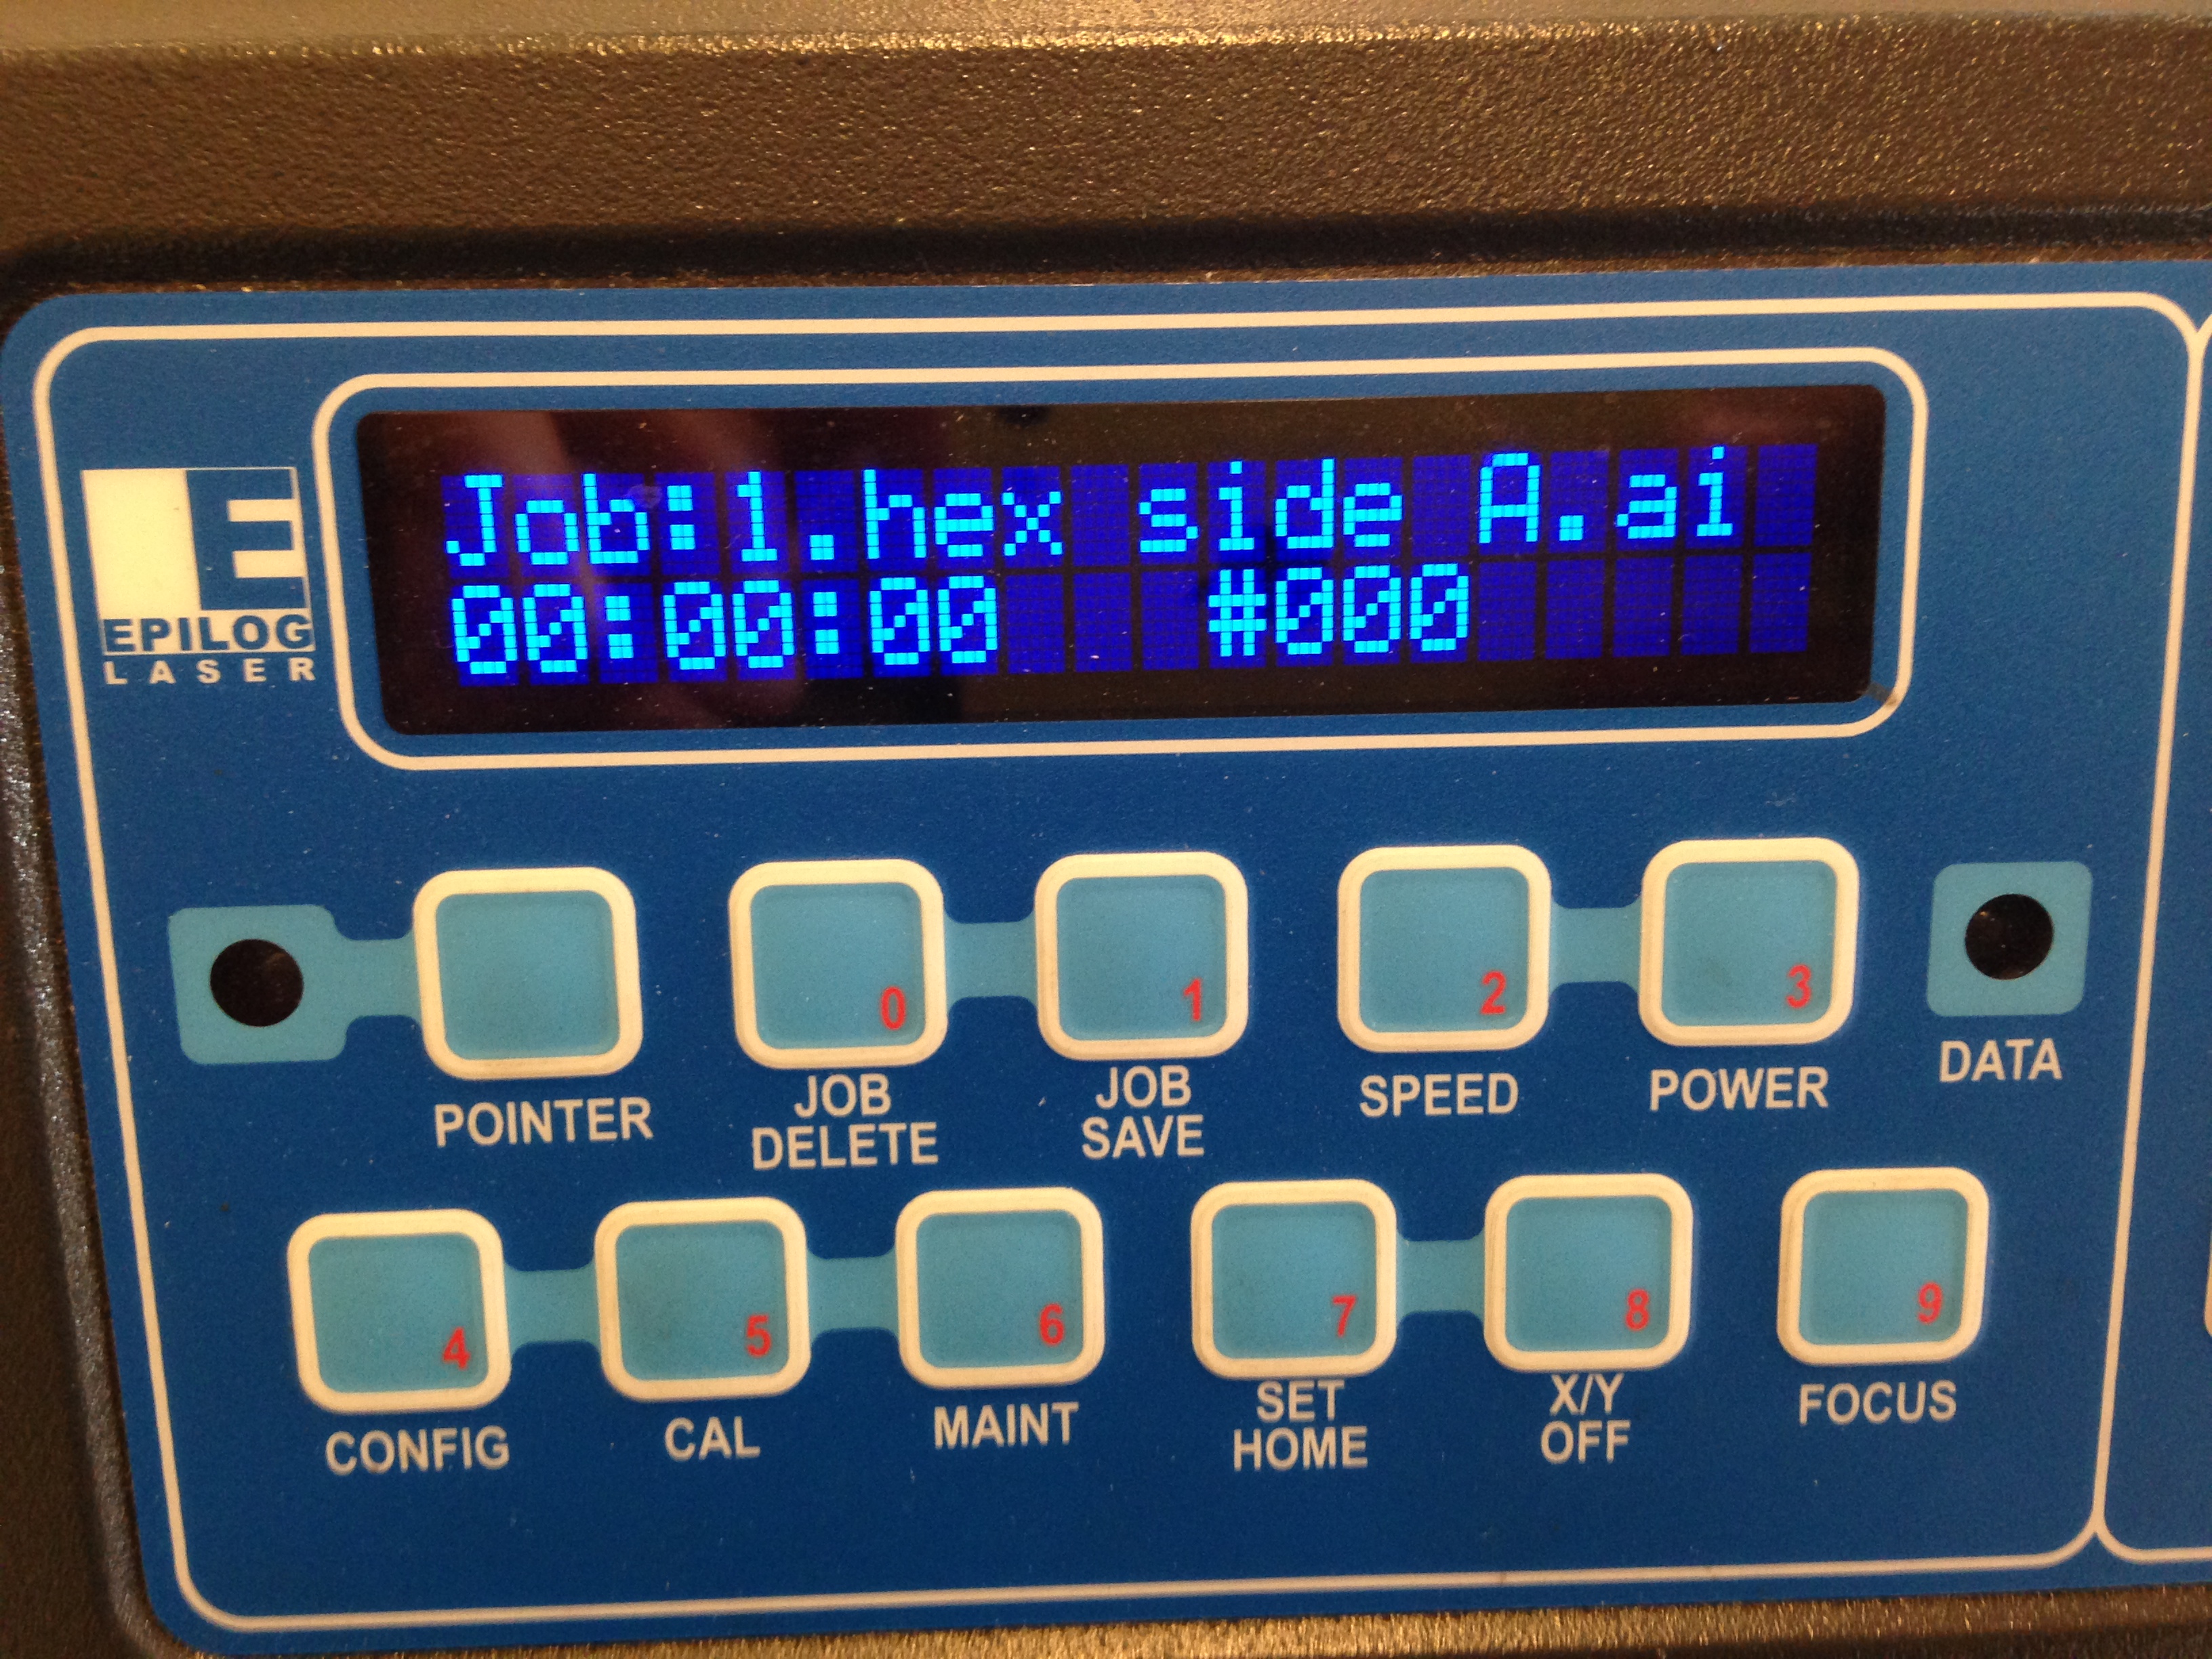 Job:1.hex side A.ai
00:00:00 #000
E
EPILOG
LASER
0
1
2
3
POINTER
JOB DELETE
JOB SAVE
SPEED
POWER
DATA
4
5
6
7
8
9
CONFIG
CAL
MAINT
SET HOME
X/Y OFF
FOCUS